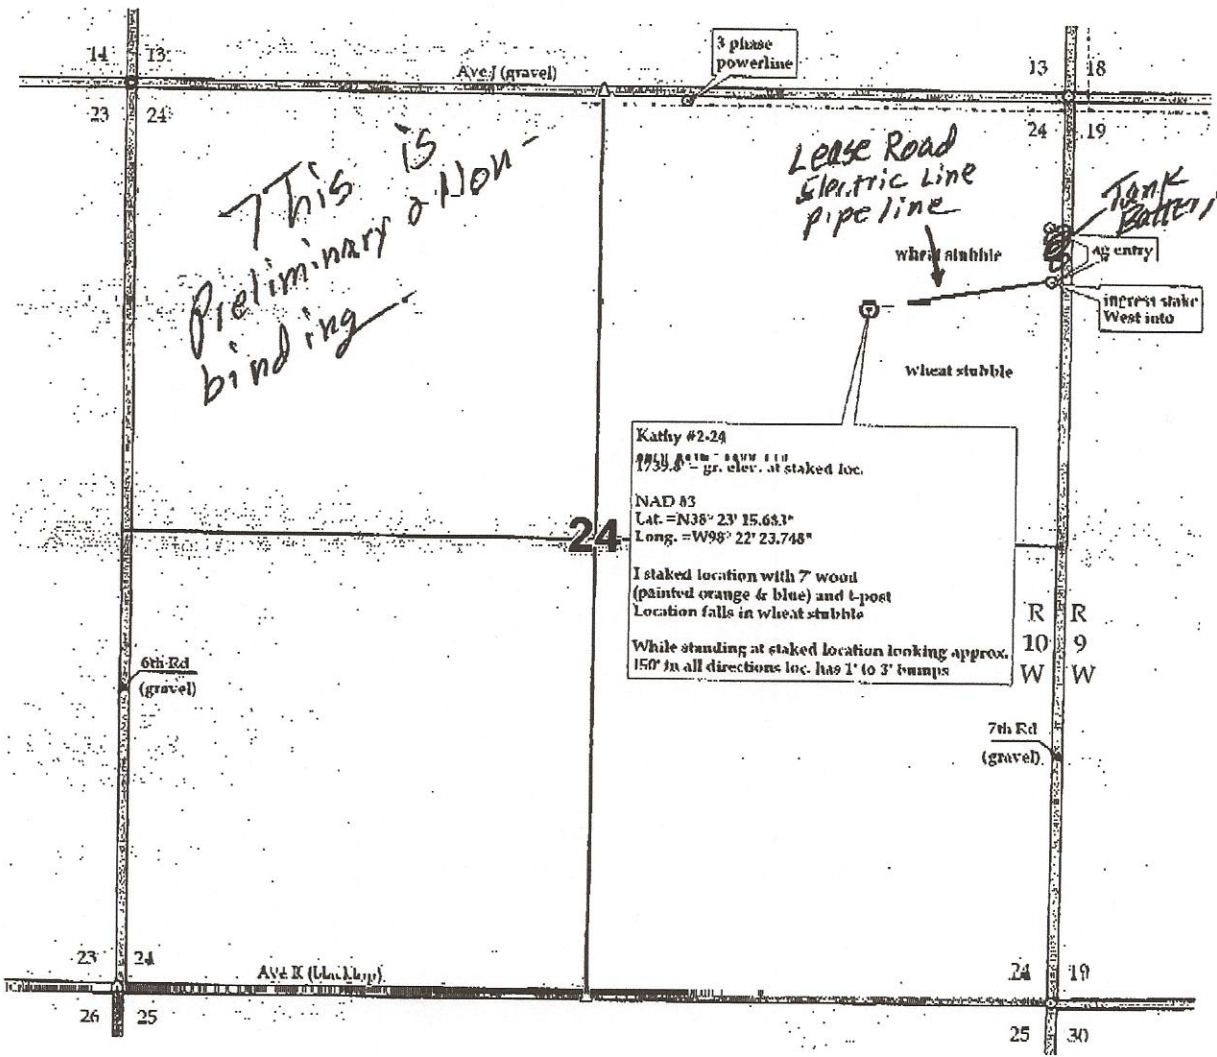 14 13
Ave J (gravel)
3 phase
powerline
13 18
23 24
24 19
This is
Preliminary & Non-
binding
Lease Road
Electric Line
pipeline
Tank
Battery
wheat stubble
ag entry
ingress stake
West into
wheat stubble
Kathy #2-24
1739.8' = gr. elev. at staked loc.
NAD 83
Lat. =N38° 23' 15.683"
Long. =W98° 22' 23.748"
24
I staked location with 7' wood
(painted orange & blue) and t-post
Location falls in wheat stubble
While standing at staked location looking approx.
150' in all directions loc. has 1' to 3' bumps
R R
10 9
W W
6th Rd
(gravel)
7th Rd
(gravel)
23 24
Ave K (blacktop)
24 19
26 25
25 30